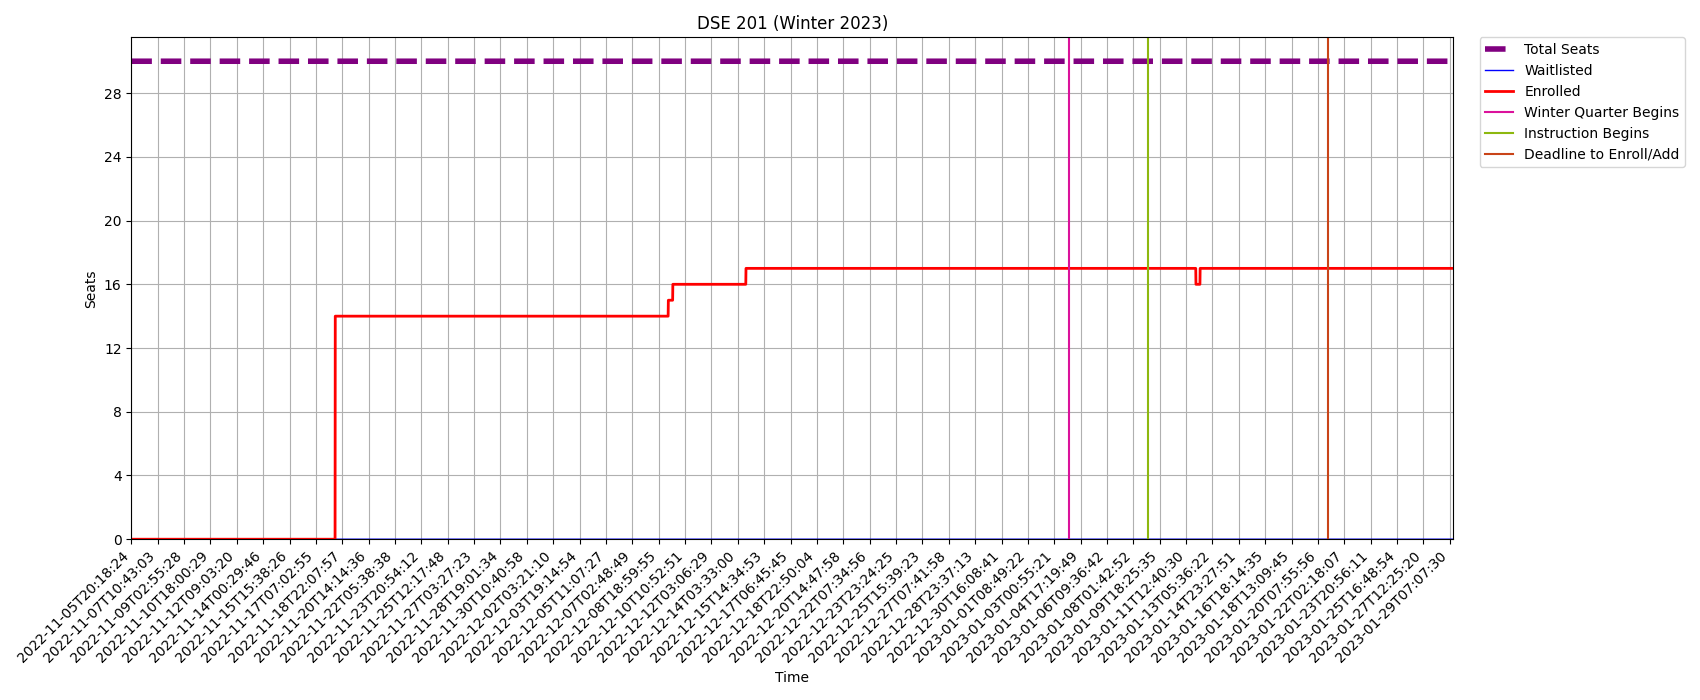 DSE 201 (Winter 2023)
Total Seats
Waitlisted
Enrolled
Winter Quarter Begins
Instruction Begins
Deadline to Enroll/Add
Seats
28
24
20
16
12
8
4
0
2022-11-05T20:18:24
2022-11-07T10:43:03
2022-11-09T02:55:28
2022-11-10T18:00:29
2022-11-12T09:03:20
2022-11-14T00:29:46
2022-11-15T15:38:26
2022-11-17T07:02:55
2022-11-18T22:07:57
2022-11-20T14:14:36
2022-11-22T05:38:38
2022-11-23T20:54:12
2022-11-25T12:17:48
2022-11-27T03:27:23
2022-11-28T19:01:34
2022-11-30T10:40:58
2022-12-02T03:21:10
2022-12-03T19:14:54
2022-12-05T11:07:27
2022-12-07T02:48:49
2022-12-08T18:59:55
2022-12-10T10:52:51
2022-12-12T03:06:29
2022-12-14T03:33:00
2022-12-15T14:34:53
2022-12-17T06:45:45
2022-12-18T22:50:04
2022-12-20T14:47:58
2022-12-22T07:34:56
2022-12-23T23:24:25
2022-12-25T15:39:23
2022-12-27T07:41:58
2022-12-28T23:37:13
2022-12-30T16:08:41
2023-01-01T08:49:22
2023-01-03T00:55:21
2023-01-04T17:19:49
2023-01-06T09:36:42
2023-01-08T01:42:52
2023-01-09T18:25:35
2023-01-11T12:40:30
2023-01-13T05:36:22
2023-01-14T23:27:51
2023-01-16T18:14:35
2023-01-18T13:09:45
2023-01-20T07:55:56
2023-01-22T02:18:07
2023-01-23T20:56:11
2023-01-25T16:48:54
2023-01-27T12:25:20
2023-01-29T07:07:30
Time